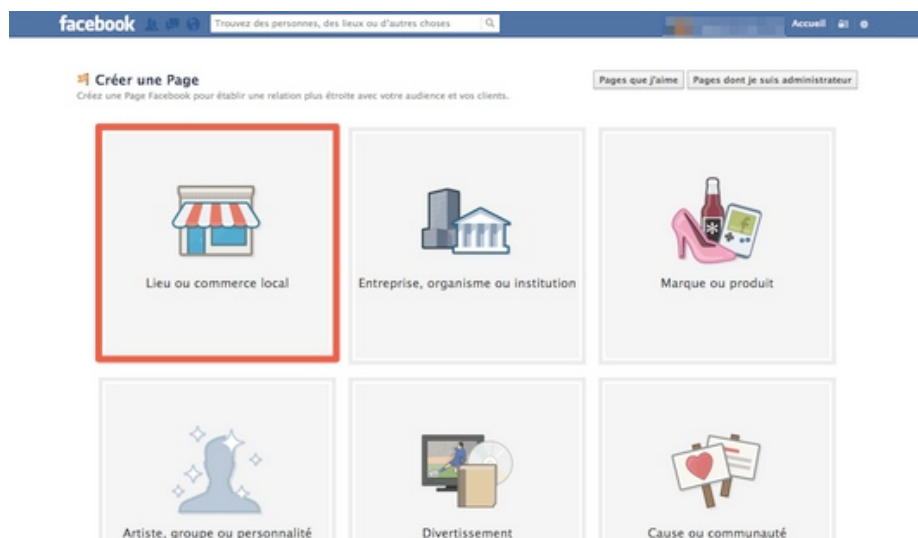 facebook
Trouvez des personnes, des lieux ou d'autres choses
Accueil
Créer une Page
Créez une Page Facebook pour établir une relation plus étroite avec votre audience et vos clients.
Pages que j'aime
Pages dont je suis administrateur
Lieu ou commerce local
Entreprise, organisme ou institution
Marque ou produit
Artiste, groupe ou personnalité
Divertissement
Cause ou communauté